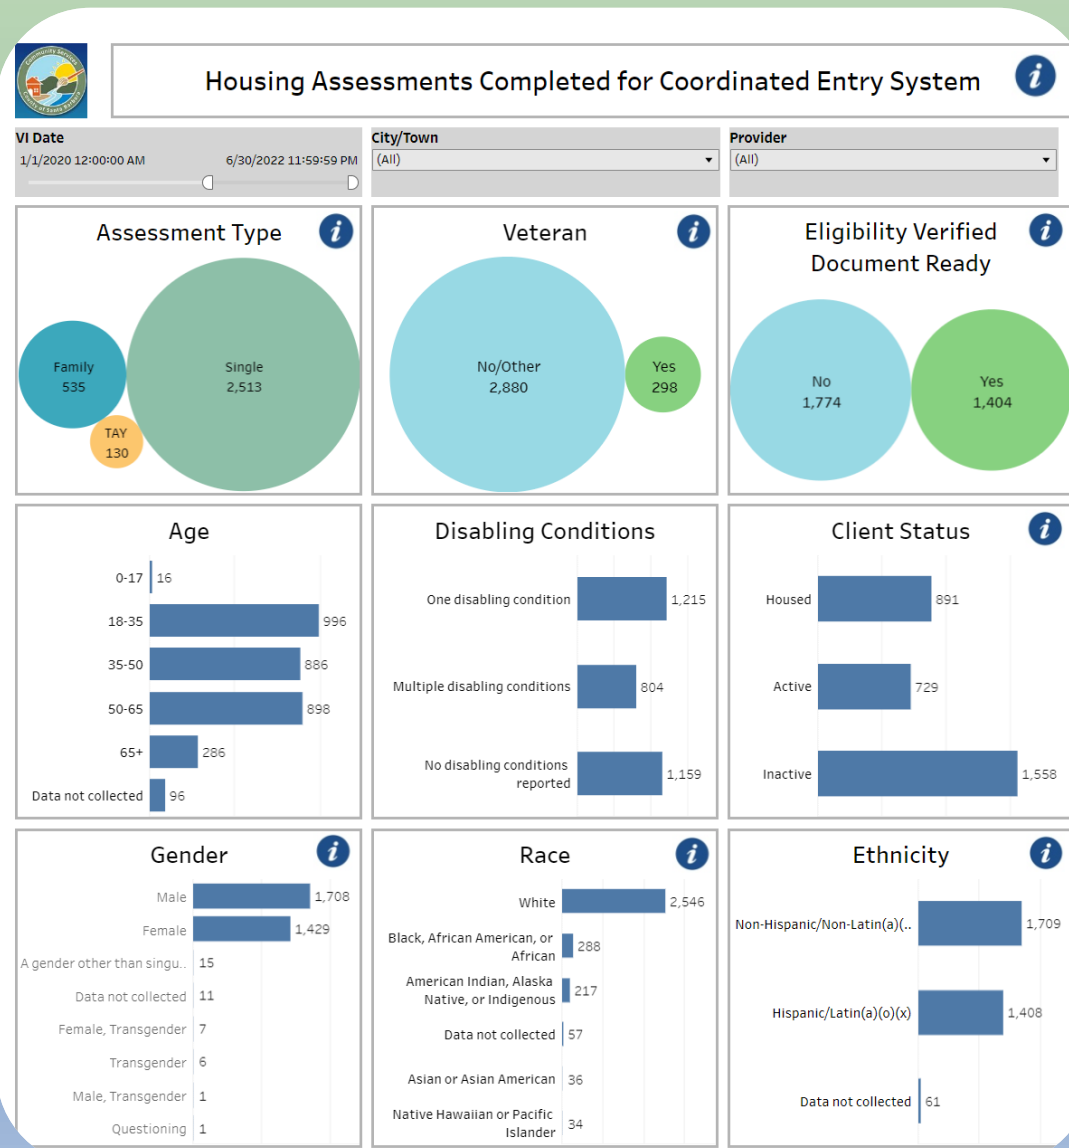 Community Services
County of Santa Barbara
Housing Assessments Completed for Coordinated Entry System
i
VI Date
1/1/2020 12:00:00 AM
6/30/2022 11:59:59 PM
City/Town
(All)
Provider
(All)
Assessment Type
i
Family
535
Single
2,513
TAY
130
Veteran
i
No/Other
2,880
Yes
298
Eligibility Verified
Document Ready
i
No
1,774
Yes
1,404
Age
0-17 16
18-35 996
35-50 886
50-65 898
65+ 286
Data not collected 96
Disabling Conditions
One disabling condition 1,215
Multiple disabling conditions 804
No disabling conditions
reported 1,159
Client Status
i
Housed 891
Active 729
Inactive 1,558
Gender
i
Male 1,708
Female 1,429
A gender other than singu.. 15
Data not collected 11
Female, Transgender 7
Transgender 6
Male, Transgender 1
Questioning 1
Race
i
White 2,546
Black, African American, or
African 288
American Indian, Alaska
Native, or Indigenous 217
Data not collected 57
Asian or Asian American 36
Native Hawaiian or Pacific
Islander 34
Ethnicity
i
Non-Hispanic/Non-Latin(a)(.. 1,709
Hispanic/Latin(a)(o)(x) 1,408
Data not collected 61